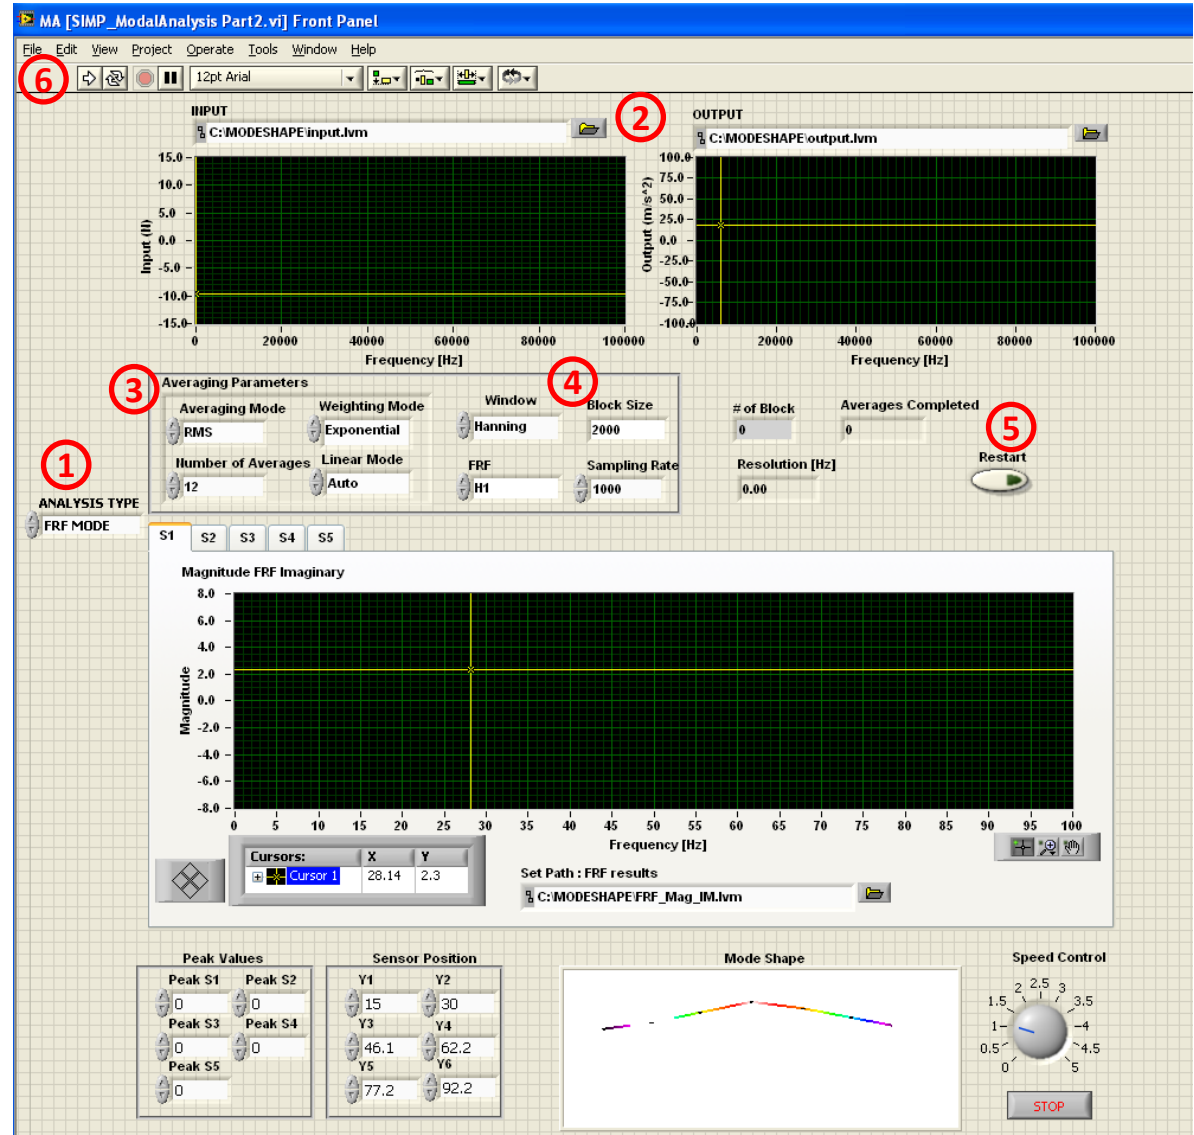 MA [SIMP_ModalAnalysis Part2.vi] Front Panel
File Edit View Project Operate Tools Window Help
6
12pt Arial
INPUT
C:\MODESHAPE\input.lvm
2
OUTPUT
C:\MODESHAPE\output.lvm
15.0
10.0
5.0
0.0
-5.0
-10.0
-15.0
Input (N)
0 20000 40000 60000 80000 100000
Frequency [Hz]
100.0
75.0
50.0
25.0
0.0
-25.0
-50.0
-75.0
-100.0
Output (m/s^2)
0 20000 40000 60000 80000 100000
Frequency [Hz]
3
Averaging Parameters
Averaging Mode
RMS
Weighting Mode
Exponential
Number of Averages
12
Linear Mode
Auto
Window
Hanning
FRF
H1
4
Block Size
2000
Sampling Rate
1000
# of Block
0
Averages Completed
0
Resolution [Hz]
0.00
5
Restart
1
ANALYSIS TYPE
FRF MODE
S1 S2 S3 S4 S5
Magnitude FRF Imaginary
8.0
6.0
4.0
2.0
0.0
-2.0
-4.0
-6.0
-8.0
Magnitude
0 5 10 15 20 25 30 35 40 45 50 55 60 65 70 75 80 85 90 95 100
Frequency [Hz]
Cursors: X Y
Cursor 1 28.14 2.3
Set Path : FRF results
C:\MODESHAPE\FRF_Mag_IM.lvm
Peak Values
Peak S1 Peak S2
0 0
Peak S3 Peak S4
0 0
Peak S5
0
Sensor Position
Y1 Y2
15 30
Y3 Y4
46.1 62.2
Y5 Y6
77.2 92.2
Mode Shape
Speed Control
0 0.5 1 1.5 2 2.5 3 3.5 4 4.5 5
STOP